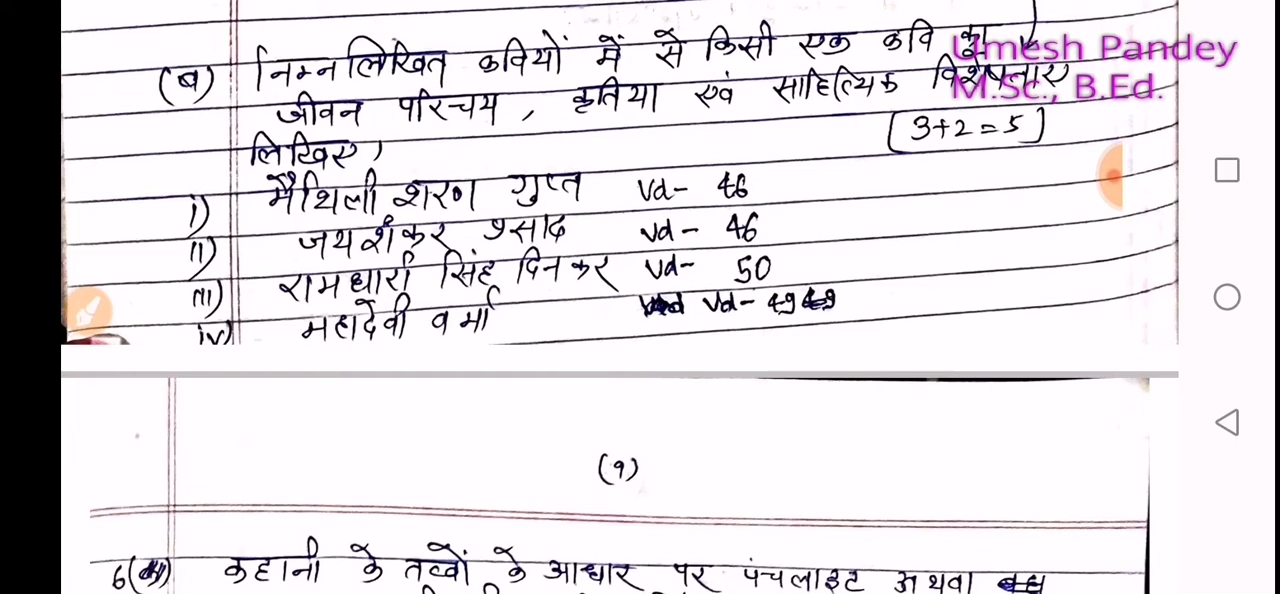 (ब) निम्नलिखित कवियों में से किसी एक कवि का
Umesh Pandey
जीवन परिचय, कृतिया एवं साहित्यिक विशेषताए
M.Sc., B.Ed.
लिखिए।
[3+2=5]
i) मैथिली शरण गुप्त Vd- 46
ii) जयशंकर प्रसाद Vd- 46
iii) रामधारी सिंह दिनकर Vd- 50
iv) महादेवी वर्मा Vd- 49
(9)
6(अ) कहानी के तत्वों के आधार पर पंचलाइट अथवा